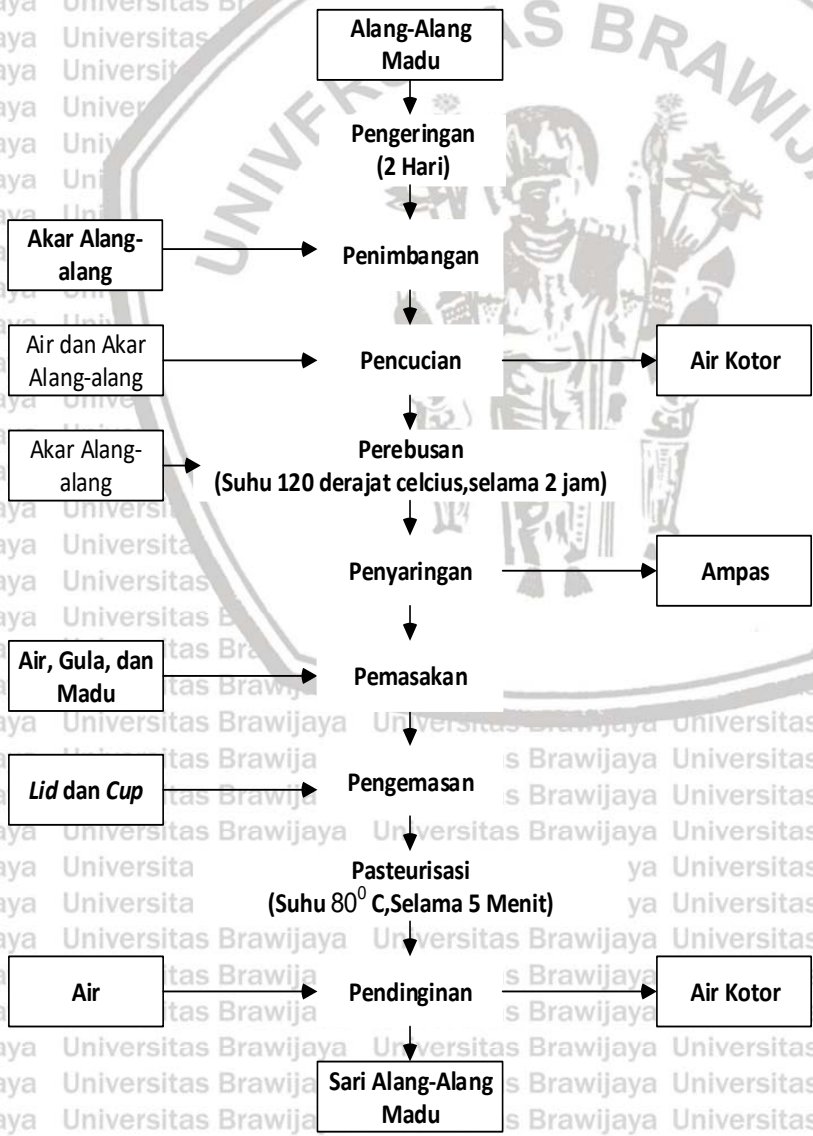 Alang-Alang
Madu
Pengeringan
(2 Hari)
Akar Alang-
alang
Penimbangan
Air dan Akar
Alang-alang
Pencucian
Air Kotor
Akar Alang-
alang
Perebusan
(Suhu 120 derajat celcius,selama 2 jam)
Penyaringan
Ampas
Air, Gula, dan
Madu
Pemasakan
Lid dan Cup
Pengemasan
Pasteurisasi
(Suhu 80⁰ C,Selama 5 Menit)
Air
Pendinginan
Air Kotor
Sari Alang-Alang
Madu